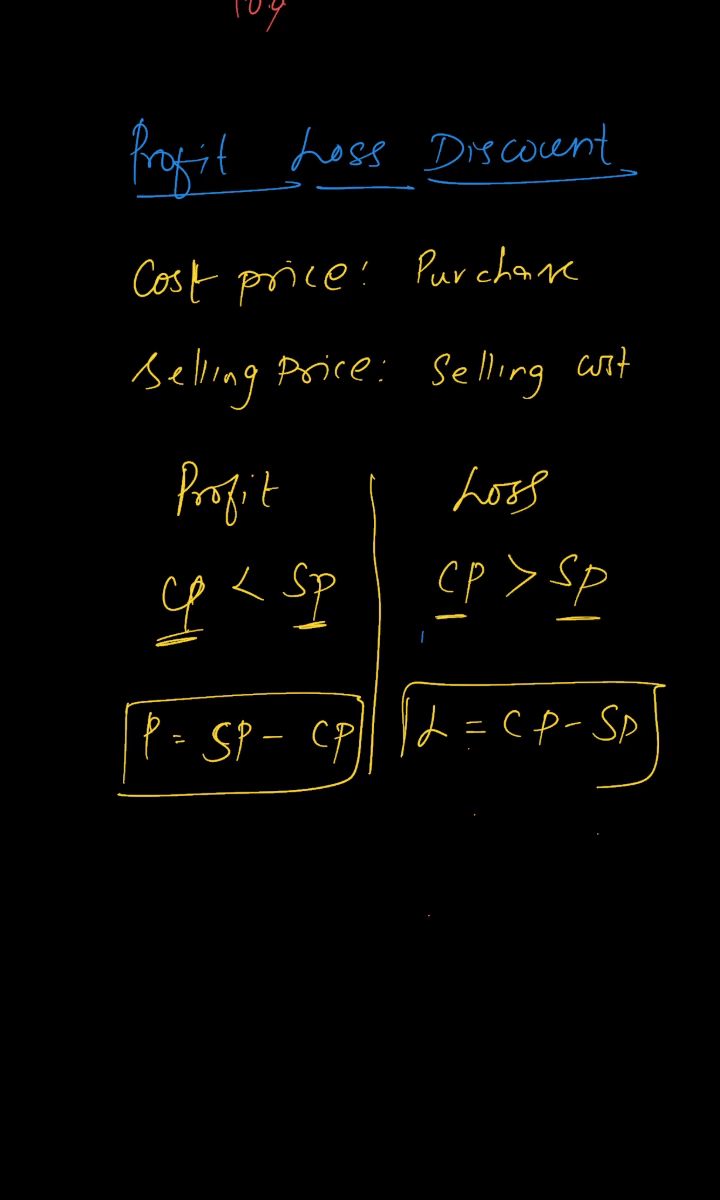 Profit Loss Discount
Cost price: Purchase
Selling Price: Selling cost
Profit
Loss
CP < SP
CP > SP
P = SP - CP
L = CP - SP